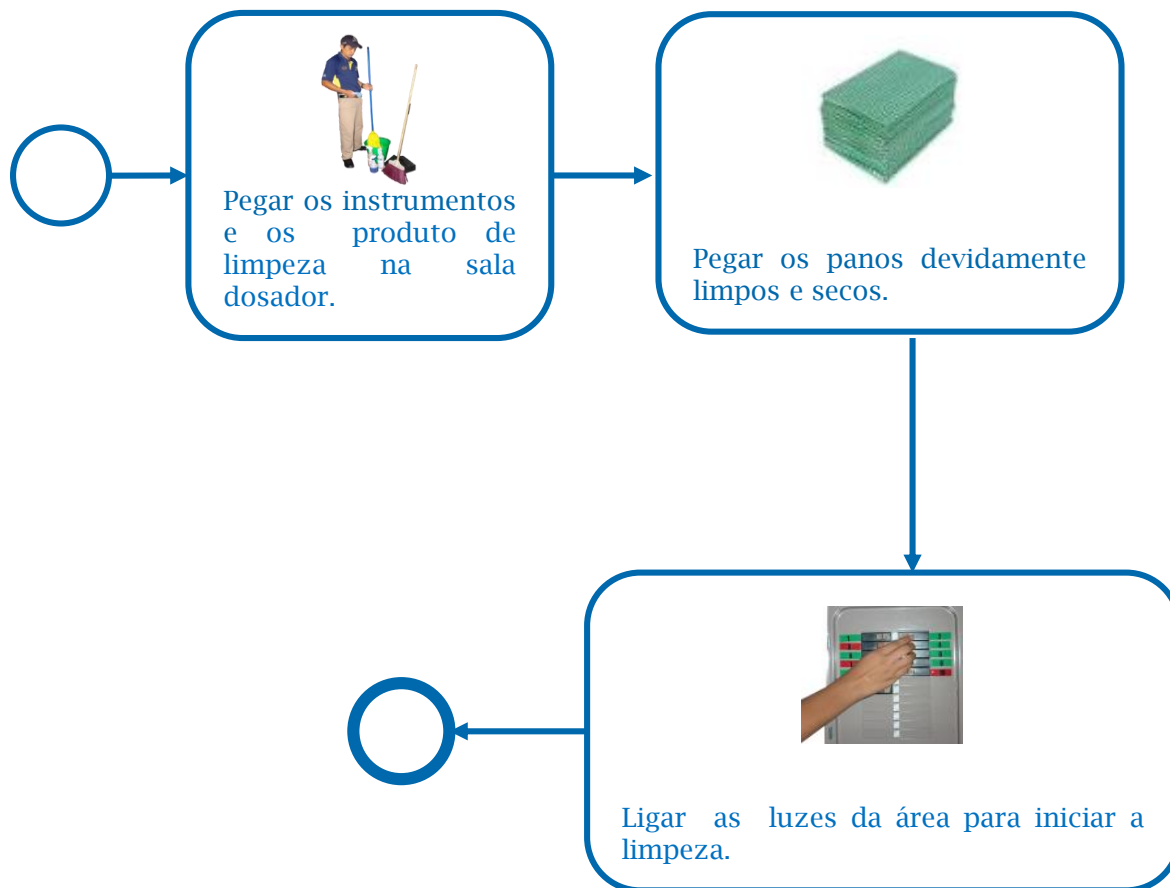 Pegar os instrumentos
e os produto de
limpeza na sala
dosador.
Pegar os panos devidamente
limpos e secos.
Ligar as luzes da área para iniciar a
limpeza.